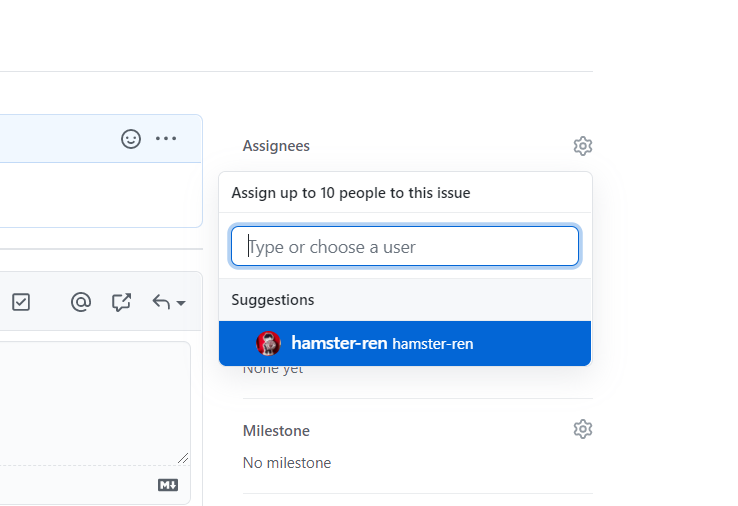 Assignees
Assign up to 10 people to this issue
Type or choose a user
Suggestions
hamster-ren hamster-ren
None yet
Milestone
No milestone